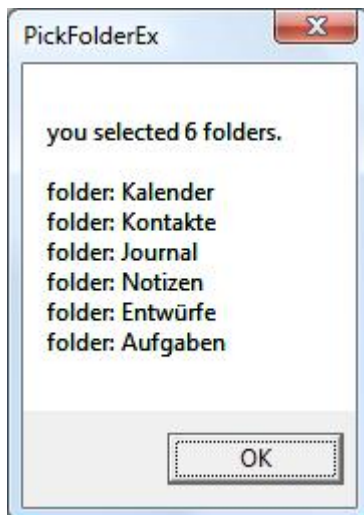 PickFolderEx
you selected 6 folders.
folder: Kalender
folder: Kontakte
folder: Journal
folder: Notizen
folder: Entwürfe
folder: Aufgaben
OK